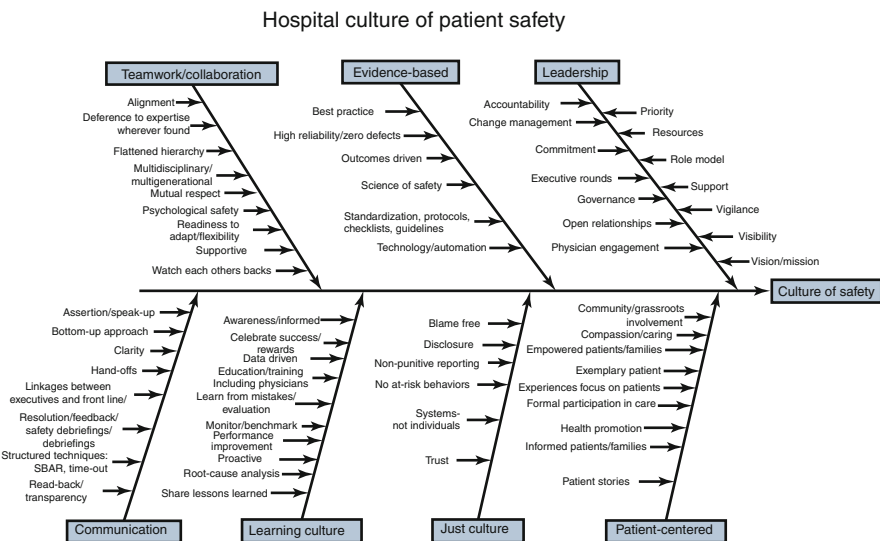 Hospital culture of patient safety
Teamwork/collaboration
Alignment
Deference to expertise
wherever found
Flattened hierarchy
Multidisciplinary/
multigenerational
Mutual respect
Psychological safety
Readiness to
adapt/flexibility
Supportive
Watch each others backs
Evidence-based
Best practice
High reliability/zero defects
Outcomes driven
Science of safety
Standardization, protocols,
checklists, guidelines
Technology/automation
Leadership
Accountability
Change management
Commitment
Executive rounds
Governance
Open relationships
Physician engagement
Priority
Resources
Role model
Support
Vigilance
Visibility
Vision/mission
Culture of safety
Assertion/speak-up
Bottom-up approach
Clarity
Hand-offs
Linkages between
executives and front line/
Resolution/feedback/
safety debriefings/
debriefings
Structured techniques:
SBAR, time-out
Read-back/
transparency
Communication
Awareness/informed
Celebrate success/
rewards
Data driven
Education/training
Including physicians
Learn from mistakes/
evaluation
Monitor/benchmark
Performance
improvement
Proactive
Root-cause analysis
Share lessons learned
Learning culture
Blame free
Disclosure
Non-punitive reporting
No at-risk behaviors
Systems-
not individuals
Trust
Just culture
Community/grassroots
involvement
Compassion/caring
Empowered patients/families
Exemplary patient
Experiences focus on patients
Formal participation in care
Health promotion
Informed patients/families
Patient stories
Patient-centered